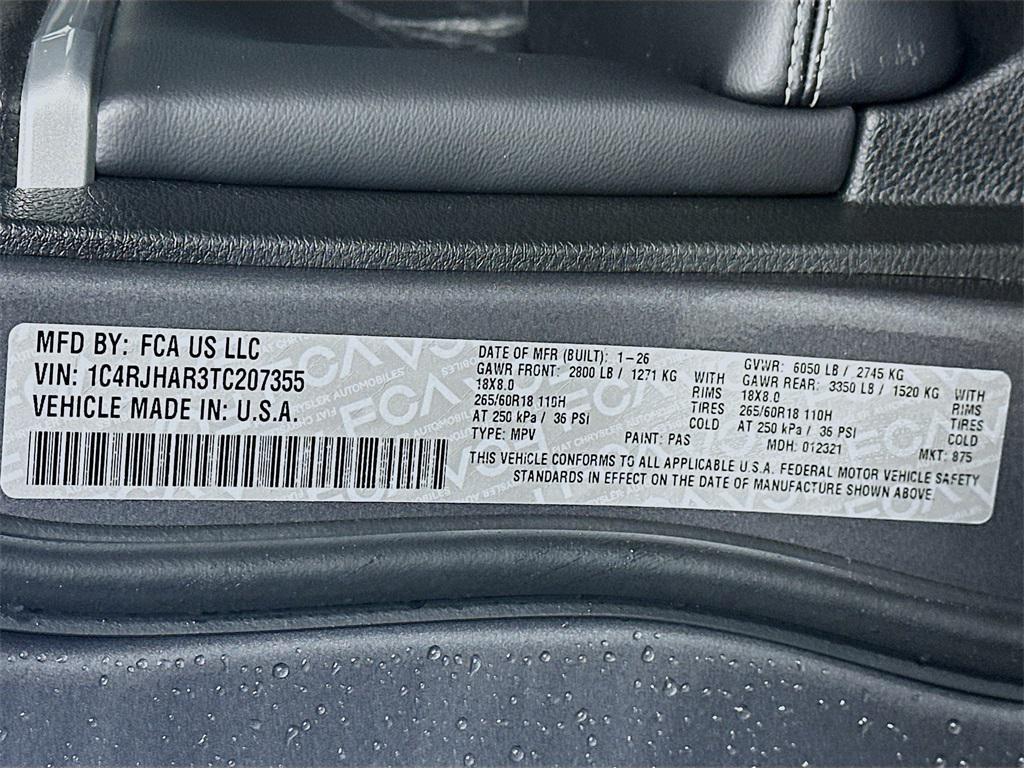 MFD BY: FCA US LLC
VIN: 1C4RJHAR3TC207355
VEHICLE MADE IN: U.S.A.
DATE OF MFR (BUILT): 1-26
GAWR FRONT: 2800 LB / 1271 KG WITH
18X8.0 RIMS
265/60R18 110H TIRES
AT 250 kPa / 36 PSI COLD
TYPE: MPV PAINT: PAS
GVWR: 6050 LB / 2745 KG
GAWR REAR: 3350 LB / 1520 KG WITH
18X8.0 RIMS
265/60R18 110H TIRES
AT 250 kPa / 36 PSI COLD
MDH: 012321 MKT: 875
THIS VEHICLE CONFORMS TO ALL APPLICABLE U.S.A. FEDERAL MOTOR VEHICLE SAFETY
STANDARDS IN EFFECT ON THE DATE OF MANUFACTURE SHOWN ABOVE.